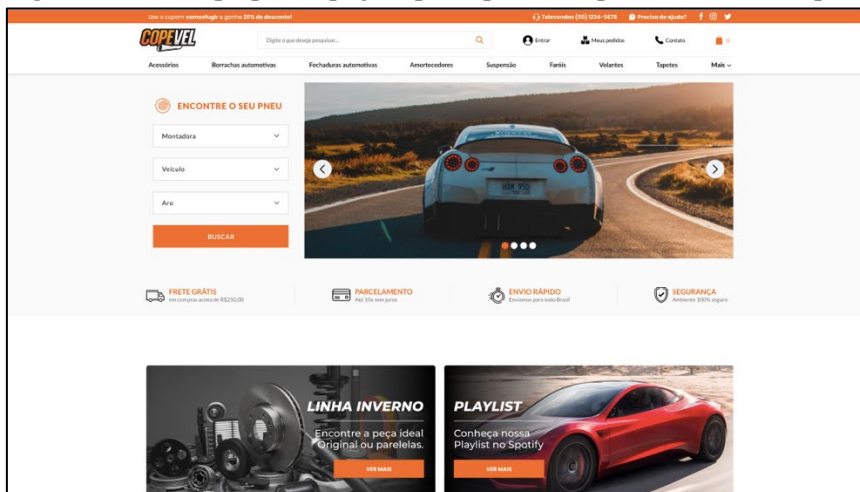 Use o cupom vamosfugir e ganhe 20% de desconto!
Televendas (00) 1234-5678
Precisa de ajuda?
COPEVEL
Digite o que deseja pesquisar...
Entrar
Meus pedidos
Contato
0
Acessórios
Borrachas automotivas
Fechaduras automotivas
Amortecedores
Suspensão
Faróis
Volantes
Tapetes
Mais
ENCONTRE O SEU PNEU
Montadora
Veículo
Aro
BUSCAR
FRETE GRÁTIS
em compras acima de R$250,00
PARCELAMENTO
Até 10x sem juros
ENVIO RÁPIDO
Enviamos para todo Brasil
SEGURANÇA
Ambiente 100% seguro
LINHA INVERNO
Encontre a peça ideal
Original ou parelelas.
VER MAIS
PLAYLIST
Conheça nossa
Playlist no Spotify
VER MAIS